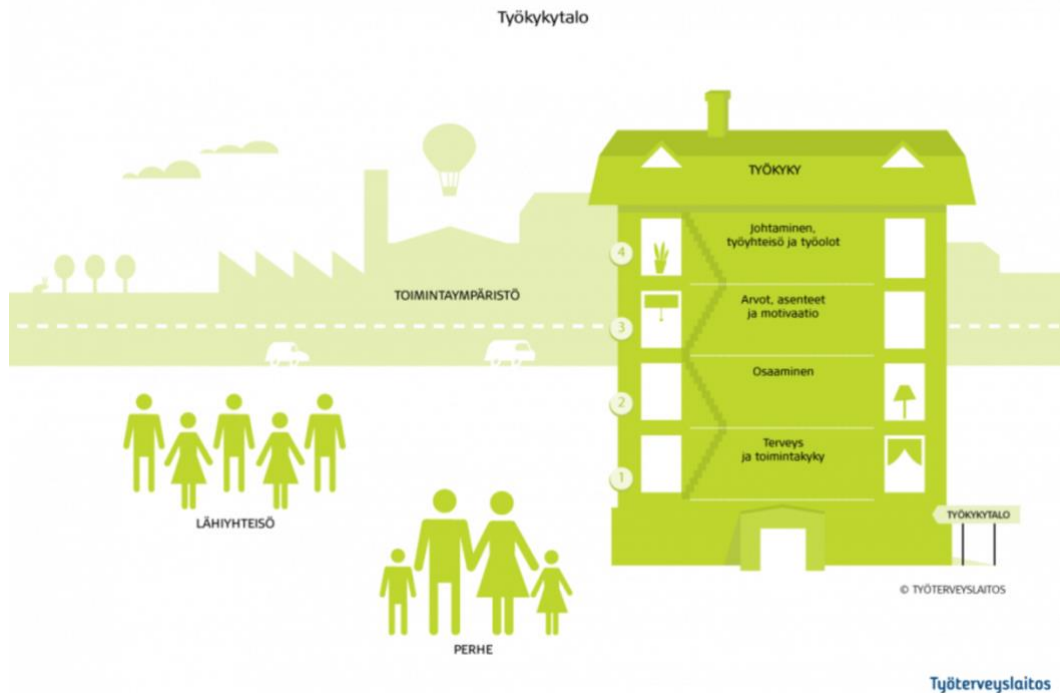 Työkykytalo
TYÖKYKY
4
Johtaminen,
työyhteisö ja työolot
TOIMINTAYMPÄRISTÖ
3
Arvot, asenteet
ja motivaatio
2
Osaaminen
1
Terveys
ja toimintakyky
LÄHIYHTEISÖ
PERHE
TYÖKYKYTALO
© TYÖTERVEYSLAITOS
Työterveyslaitos